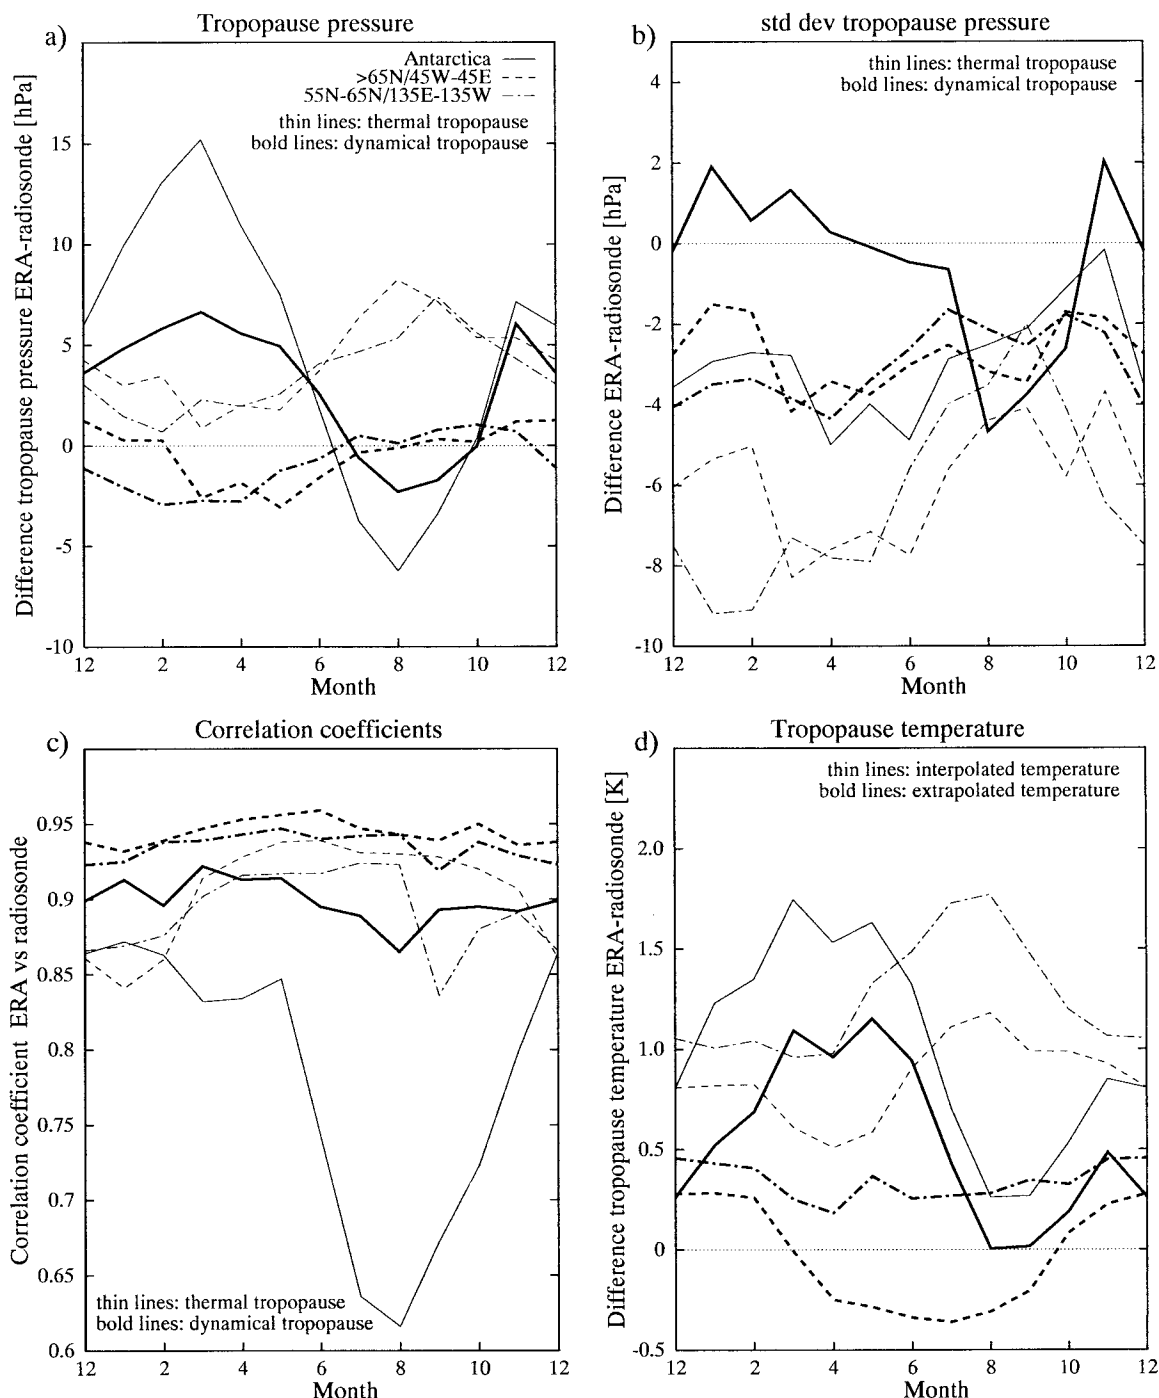 a)
Tropopause pressure
Antarctica
>65N/45W-45E
55N-65N/135E-135W
thin lines: thermal tropopause
bold lines: dynamical tropopause
Difference tropopause pressure ERA-radiosonde [hPa]
20
15
10
5
0
-5
-10
12
2
4
6
8
10
12
Month
b)
std dev tropopause pressure
thin lines: thermal tropopause
bold lines: dynamical tropopause
Difference ERA-radiosonde [hPa]
4
2
0
-2
-4
-6
-8
-10
12
2
4
6
8
10
12
Month
c)
Correlation coefficients
Correlation coefficient ERA vs radiosonde
0.95
0.9
0.85
0.8
0.75
0.7
0.65
0.6
thin lines: thermal tropopause
bold lines: dynamical tropopause
12
2
4
6
8
10
12
Month
d)
Tropopause temperature
thin lines: interpolated temperature
bold lines: extrapolated temperature
Difference tropopause temperature ERA-radiosonde [K]
2.0
1.5
1.0
0.5
0
-0.5
12
2
4
6
8
10
12
Month